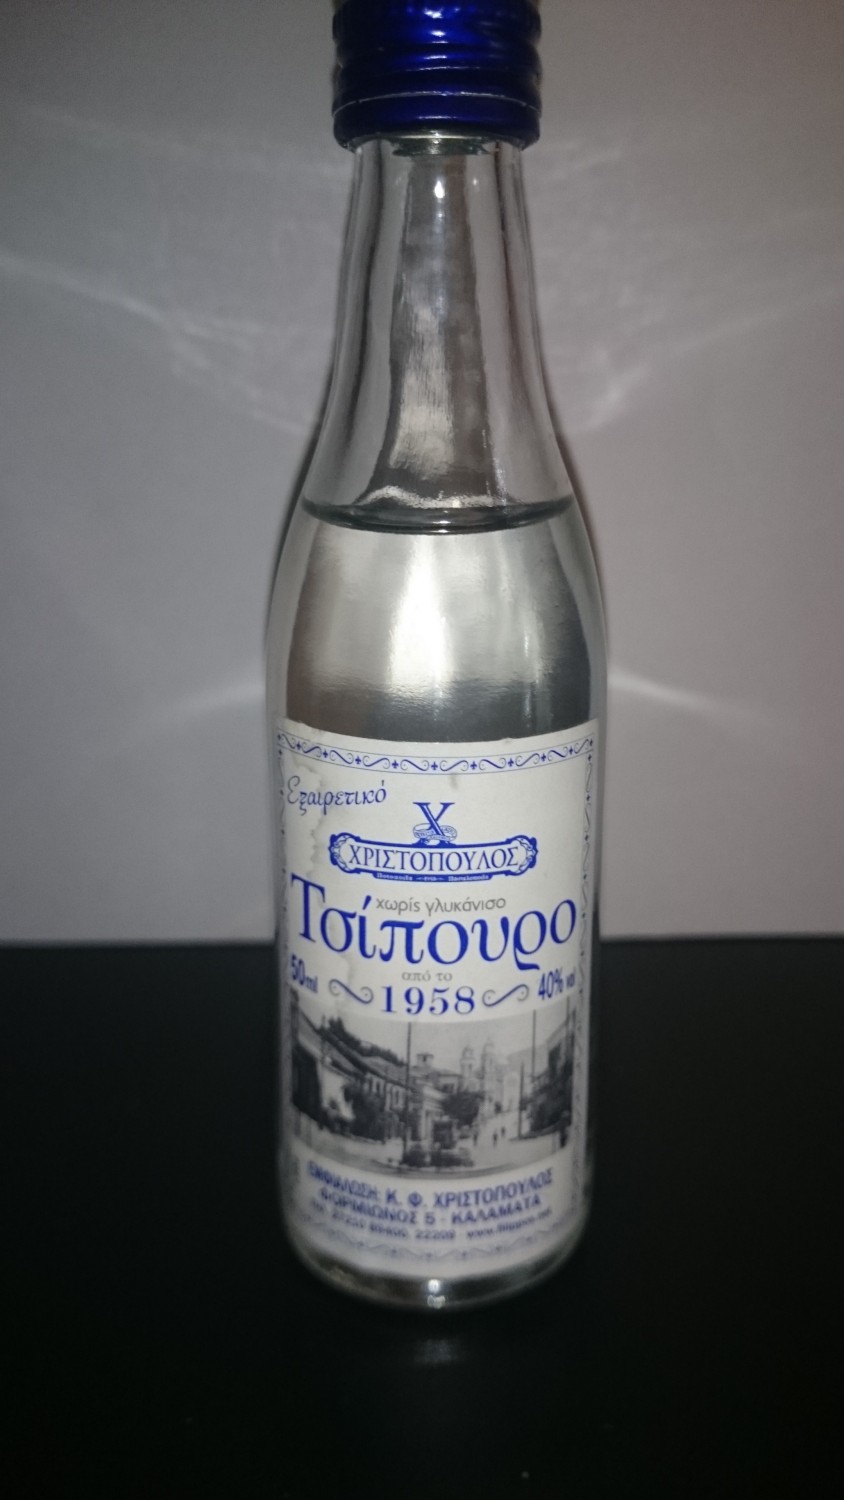 Εξαιρετικό
Χ
ΧΡΙΣΤΟΠΟΥΛΟΣ
χωρίς γλυκάνισο
Τσίπουρο
από το
50ml 1958 40% vol
ΕΜΦΙΑΛΩΣΗ: Κ. Φ. ΧΡΙΣΤΟΠΟΥΛΟΣ
ΦΟΡΜΙΩΝΟΣ 5 - ΚΑΛΑΜΑΤΑ